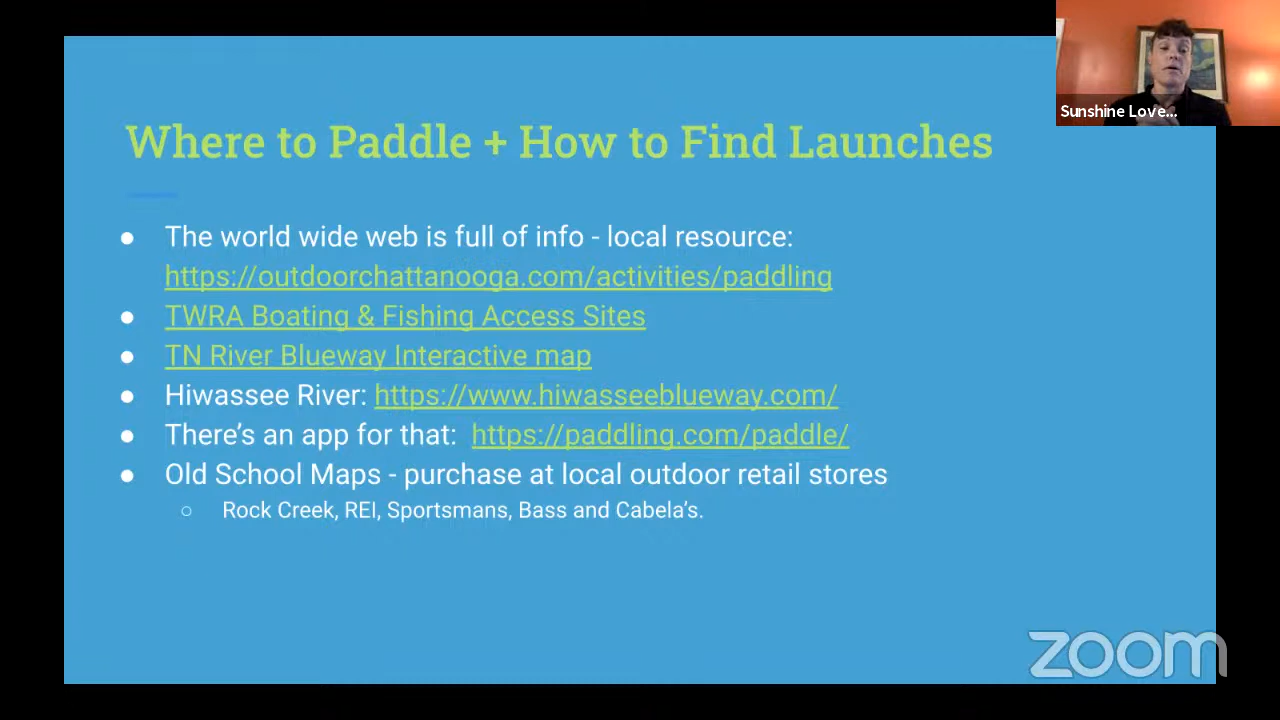 Sunshine Love...
Where to Paddle + How to Find Launches
● The world wide web is full of info - local resource:
https://outdoorchattanooga.com/activities/paddling
● TWRA Boating & Fishing Access Sites
● TN River Blueway Interactive map
● Hiwassee River: https://www.hiwasseeblueway.com/
● There's an app for that: https://paddling.com/paddle/
● Old School Maps - purchase at local outdoor retail stores
○ Rock Creek, REI, Sportsmans, Bass and Cabela's.
zoom